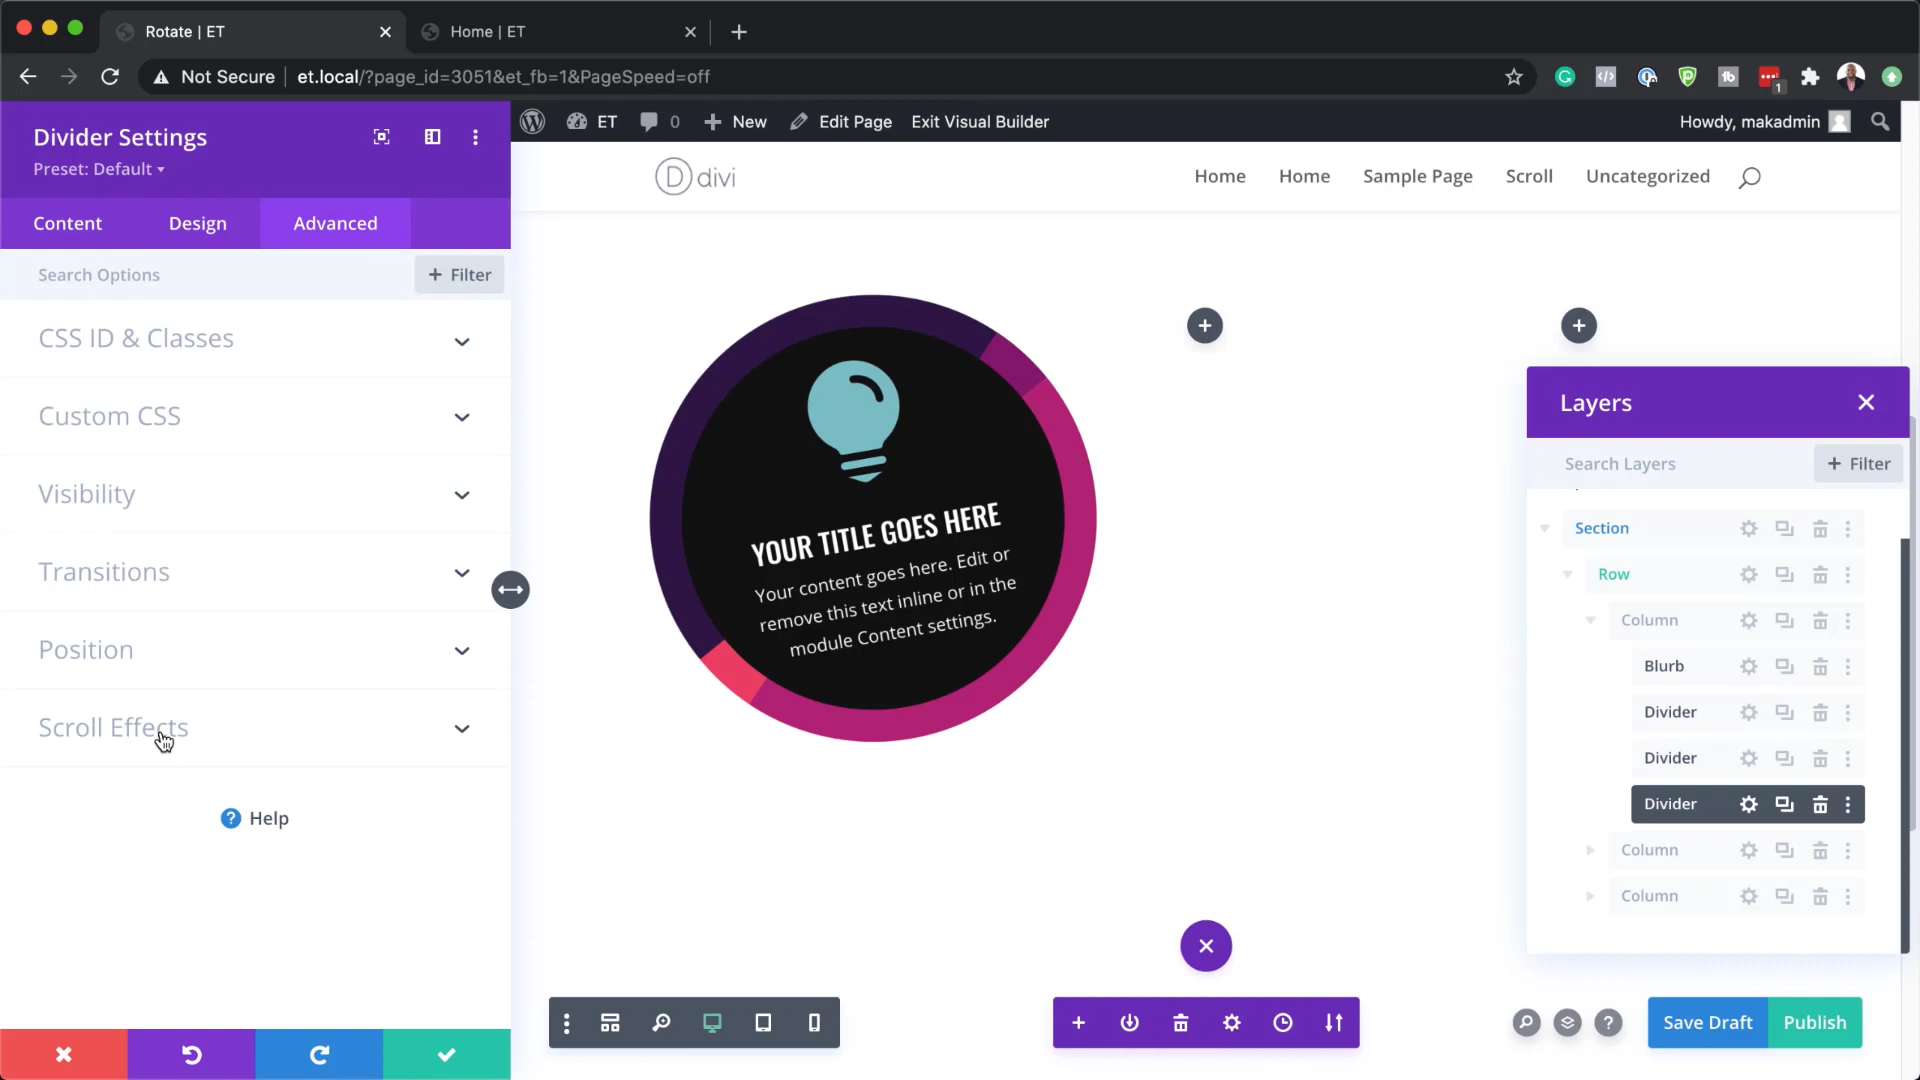 Rotate | ET
Home | ET
Not Secure
et.local/?page_id=3051&et_fb=1&PageSpeed=off
1
Divider Settings
Preset: Default
Content
Design
Advanced
Search Options
+ Filter
CSS ID & Classes
Custom CSS
Visibility
Transitions
Position
Scroll Effects
? Help
ET
0
New
Edit Page
Exit Visual Builder
Howdy, makadmin
D divi
Home
Home
Sample Page
Scroll
Uncategorized
YOUR TITLE GOES HERE
Your content goes here. Edit or
remove this text inline or in the
module Content settings.
Layers
Search Layers
+ Filter
Section
Row
Column
Blurb
Divider
Divider
Divider
Column
Column
?
Save Draft
Publish